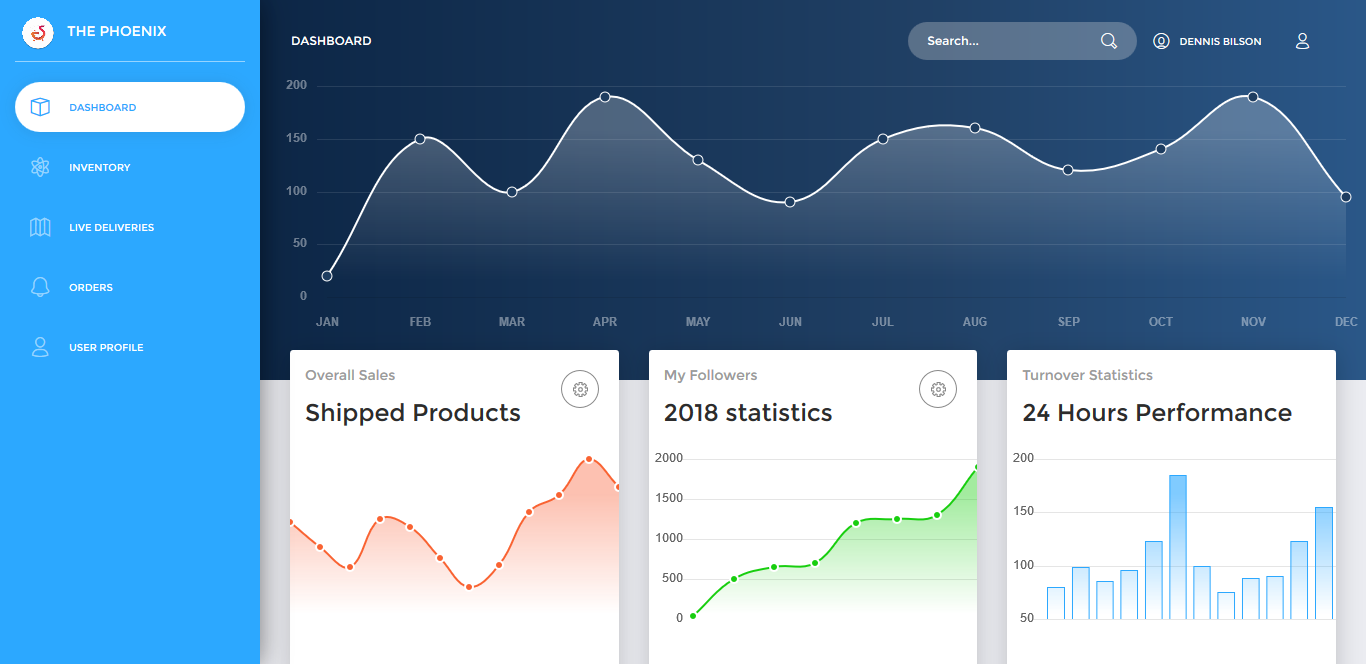 THE PHOENIX
DASHBOARD
INVENTORY
LIVE DELIVERIES
ORDERS
USER PROFILE
DASHBOARD
Search...
DENNIS BILSON
200
150
100
50
0
JAN FEB MAR APR MAY JUN JUL AUG SEP OCT NOV DEC
Overall Sales
Shipped Products
My Followers
2018 statistics
2000
1500
1000
500
0
Turnover Statistics
24 Hours Performance
200
150
100
50